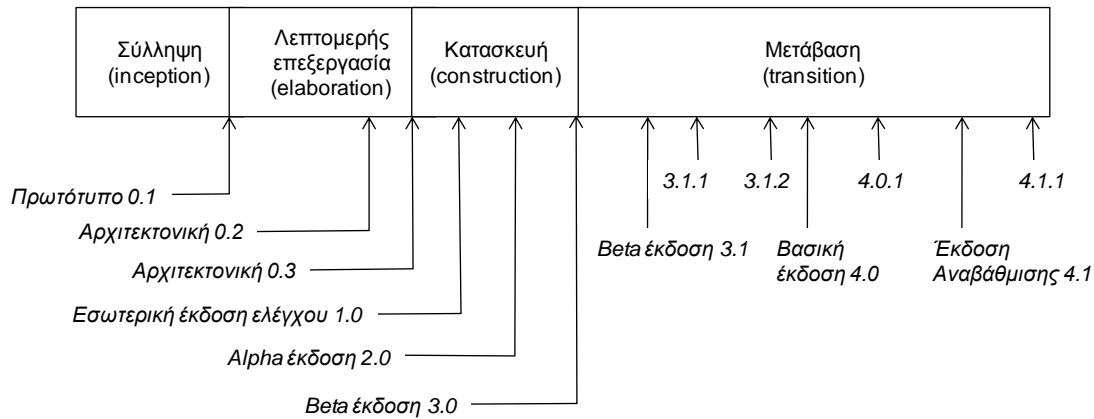 Σύλληψη
(inception)
Λεπτομερής
επεξεργασία
(elaboration)
Κατασκευή
(construction)
Μετάβαση
(transition)
Πρωτότυπο 0.1
3.1.1
3.1.2
4.0.1
4.1.1
Αρχιτεκτονική 0.2
Beta έκδοση 3.1
Βασική
έκδοση 4.0
Έκδοση
Αναβάθμισης 4.1
Αρχιτεκτονική 0.3
Εσωτερική έκδοση ελέγχου 1.0
Alpha έκδοση 2.0
Beta έκδοση 3.0